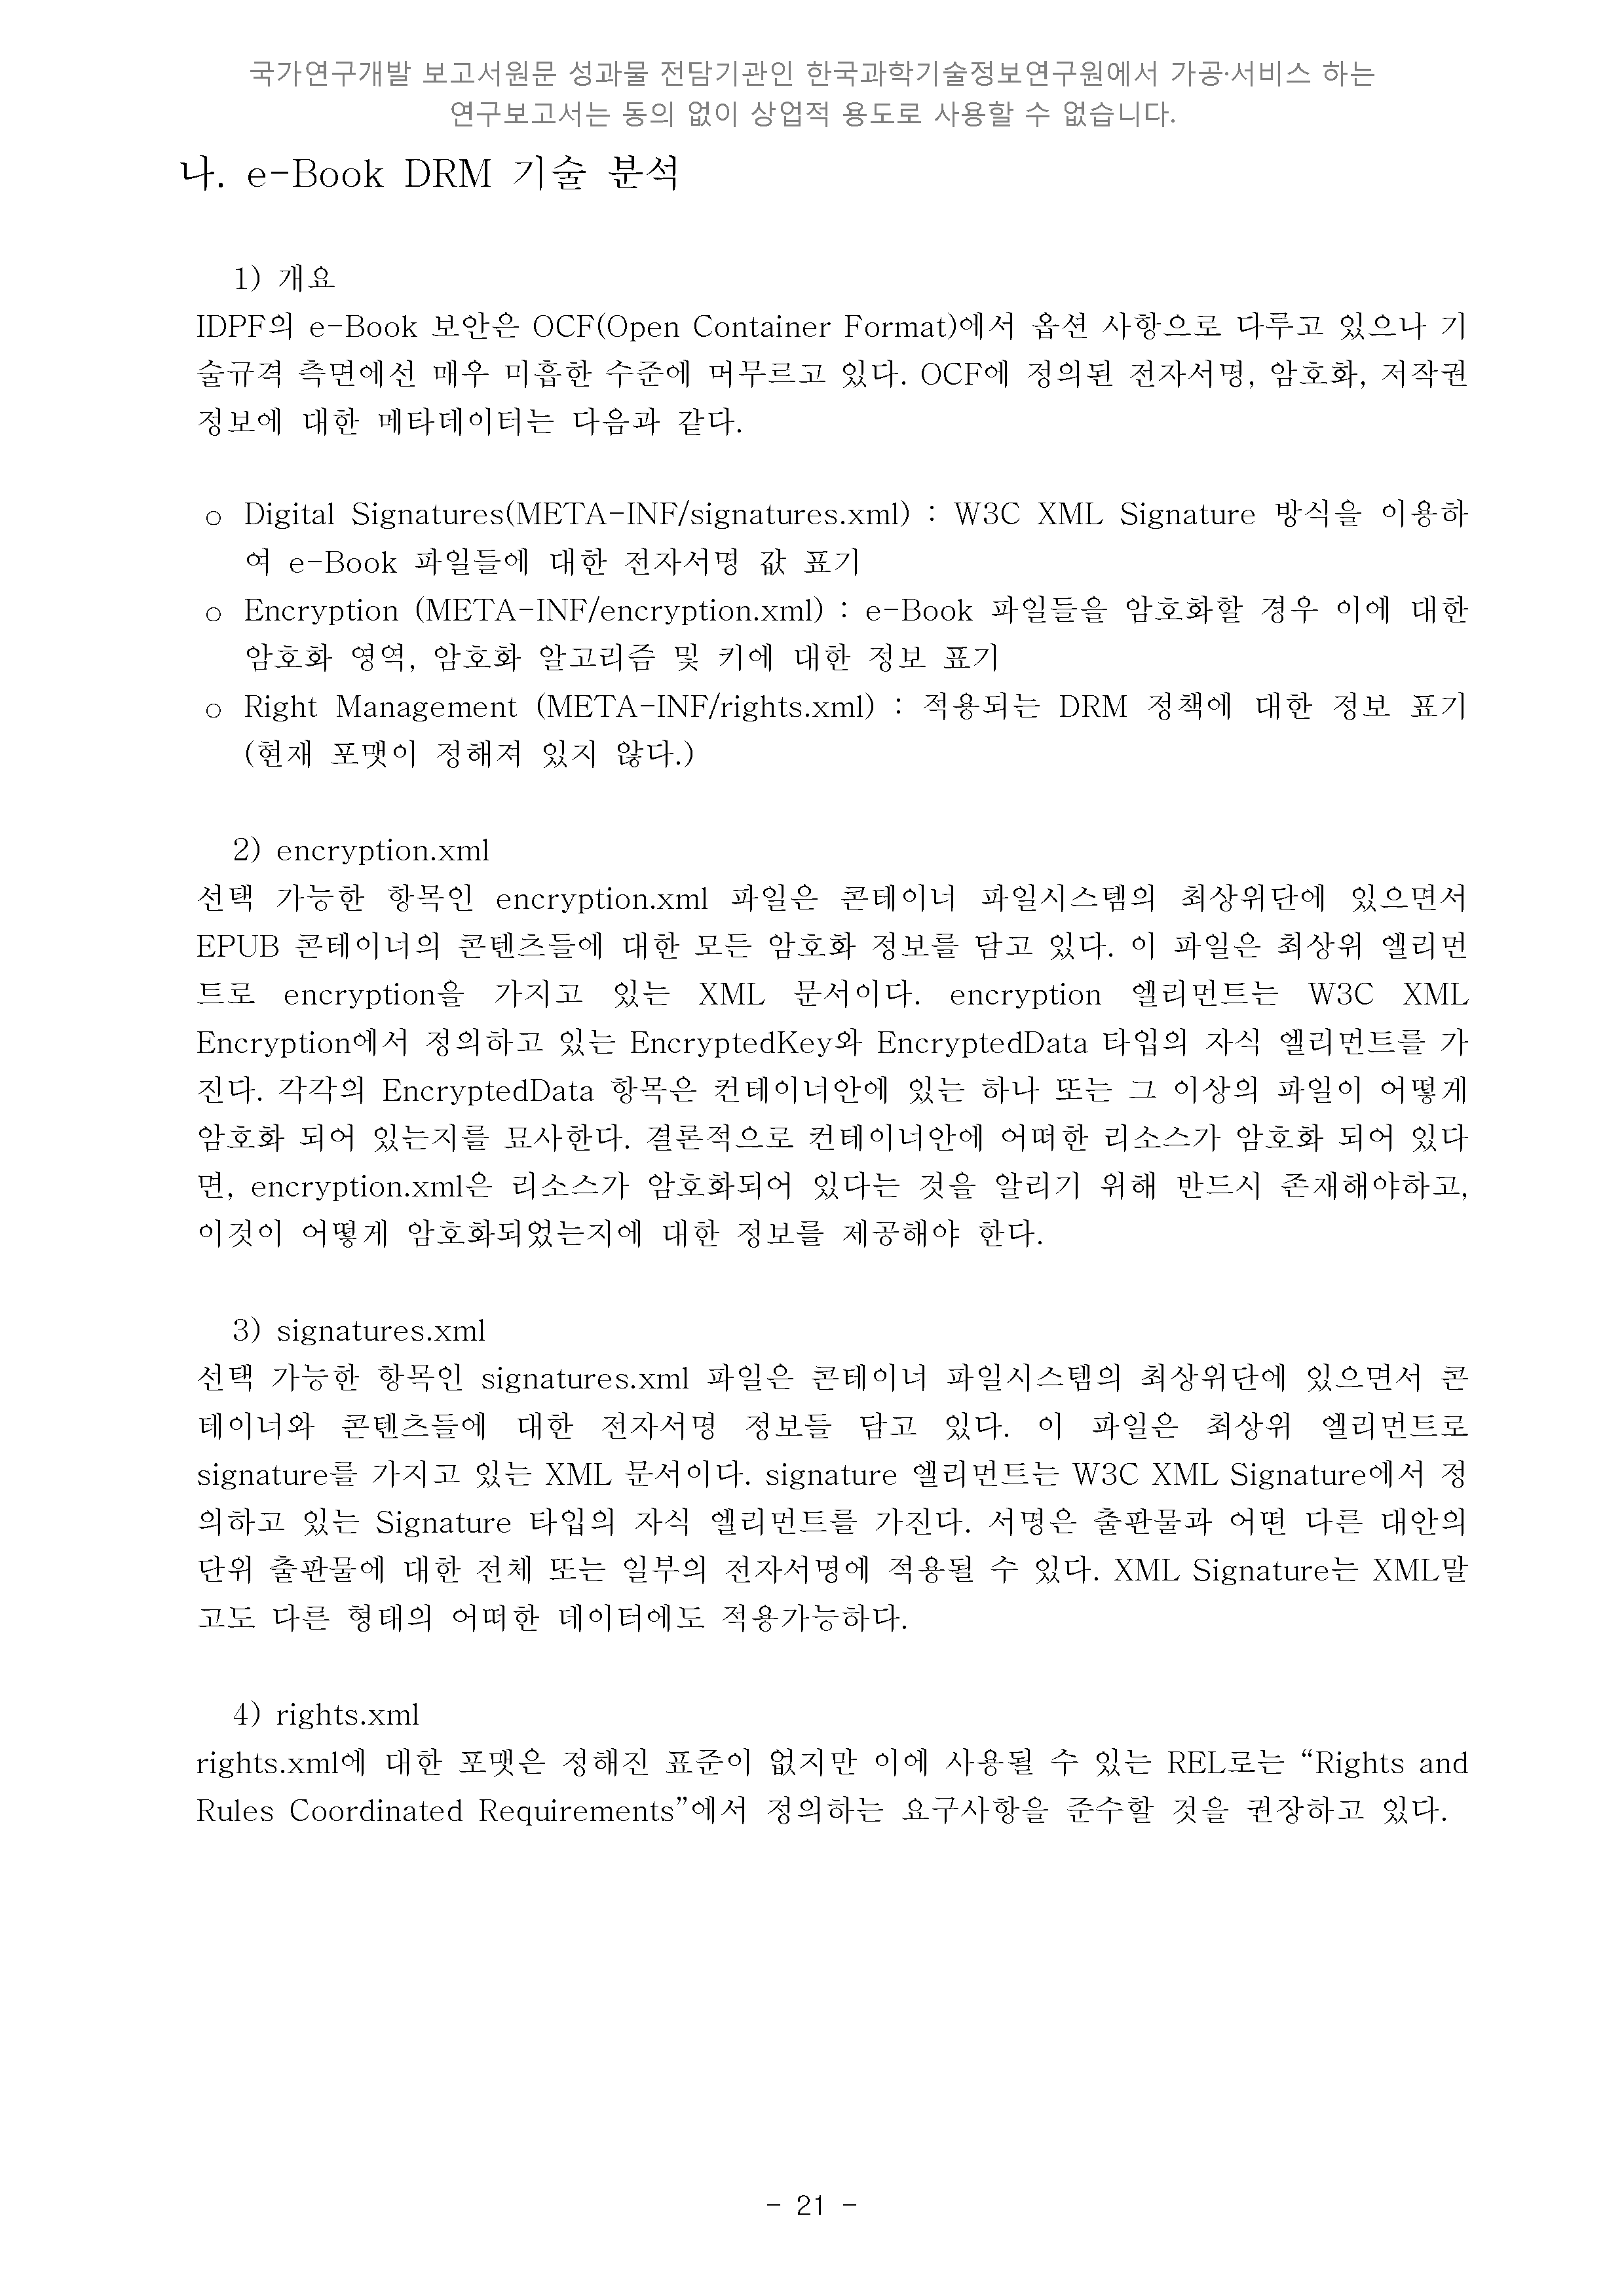 국가연구개발 보고서원문 성과물 전담기관인 한국과학기술정보연구원에서 가공·서비스 하는
연구보고서는 동의 없이 상업적 용도로 사용할 수 없습니다.
나. e-Book DRM 기술 분석
1) 개요
IDPF의 e-Book 보안은 OCF(Open Container Format)에서 옵션 사항으로 다루고 있으나 기
술규격 측면에선 매우 미흡한 수준에 머무르고 있다. OCF에 정의된 전자서명, 암호화, 저작권
정보에 대한 메타데이터는 다음과 같다.
○ Digital Signatures(META-INF/signatures.xml) : W3C XML Signature 방식을 이용하
여 e-Book 파일들에 대한 전자서명 값 표기
○ Encryption (META-INF/encryption.xml) : e-Book 파일들을 암호화할 경우 이에 대한
암호화 영역, 암호화 알고리즘 및 키에 대한 정보 표기
○ Right Management (META-INF/rights.xml) : 적용되는 DRM 정책에 대한 정보 표기
(현재 포맷이 정해져 있지 않다.)
2) encryption.xml
선택 가능한 항목인 encryption.xml 파일은 콘테이너 파일시스템의 최상위단에 있으면서
EPUB 콘테이너의 콘텐츠들에 대한 모든 암호화 정보를 담고 있다. 이 파일은 최상위 엘리먼
트로 encryption을 가지고 있는 XML 문서이다. encryption 엘리먼트는 W3C XML
Encryption에서 정의하고 있는 EncryptedKey와 EncryptedData 타입의 자식 엘리먼트를 가
진다. 각각의 EncryptedData 항목은 컨테이너안에 있는 하나 또는 그 이상의 파일이 어떻게
암호화 되어 있는지를 묘사한다. 결론적으로 컨테이너안에 어떠한 리소스가 암호화 되어 있다
면, encryption.xml은 리소스가 암호화되어 있다는 것을 알리기 위해 반드시 존재해야하고,
이것이 어떻게 암호화되었는지에 대한 정보를 제공해야 한다.
3) signatures.xml
선택 가능한 항목인 signatures.xml 파일은 콘테이너 파일시스템의 최상위단에 있으면서 콘
테이너와 콘텐츠들에 대한 전자서명 정보들 담고 있다. 이 파일은 최상위 엘리먼트로
signature를 가지고 있는 XML 문서이다. signature 엘리먼트는 W3C XML Signature에서 정
의하고 있는 Signature 타입의 자식 엘리먼트를 가진다. 서명은 출판물과 어떤 다른 대안의
단위 출판물에 대한 전체 또는 일부의 전자서명에 적용될 수 있다. XML Signature는 XML말
고도 다른 형태의 어떠한 데이터에도 적용가능하다.
4) rights.xml
rights.xml에 대한 포맷은 정해진 표준이 없지만 이에 사용될 수 있는 REL로는 “Rights and
Rules Coordinated Requirements”에서 정의하는 요구사항을 준수할 것을 권장하고 있다.
- 21 -